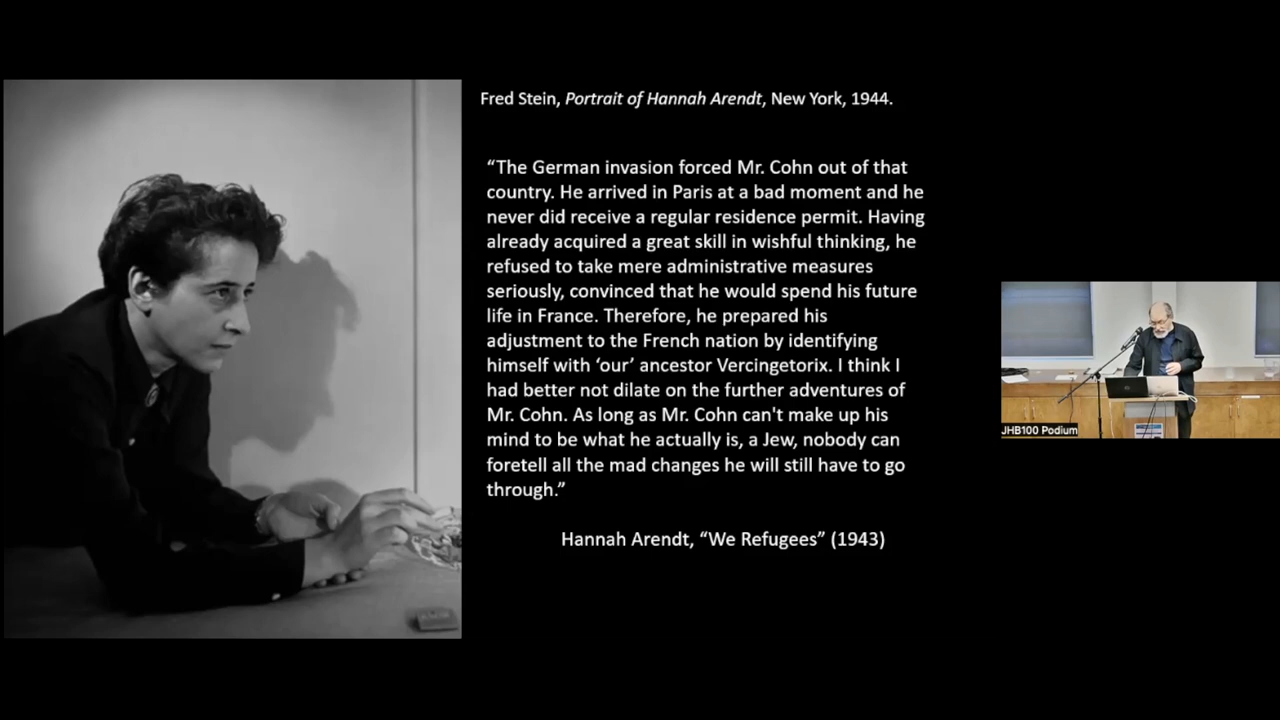 Fred Stein, Portrait of Hannah Arendt, New York, 1944.
“The German invasion forced Mr. Cohn out of that
country. He arrived in Paris at a bad moment and he
never did receive a regular residence permit. Having
already acquired a great skill in wishful thinking, he
refused to take mere administrative measures
seriously, convinced that he would spend his future
life in France. Therefore, he prepared his
adjustment to the French nation by identifying
himself with ‘our’ ancestor Vercingetorix. I think I
had better not dilate on the further adventures of
Mr. Cohn. As long as Mr. Cohn can't make up his
mind to be what he actually is, a Jew, nobody can
foretell all the mad changes he will still have to go
through.”
Hannah Arendt, “We Refugees” (1943)
JHB100 Podium